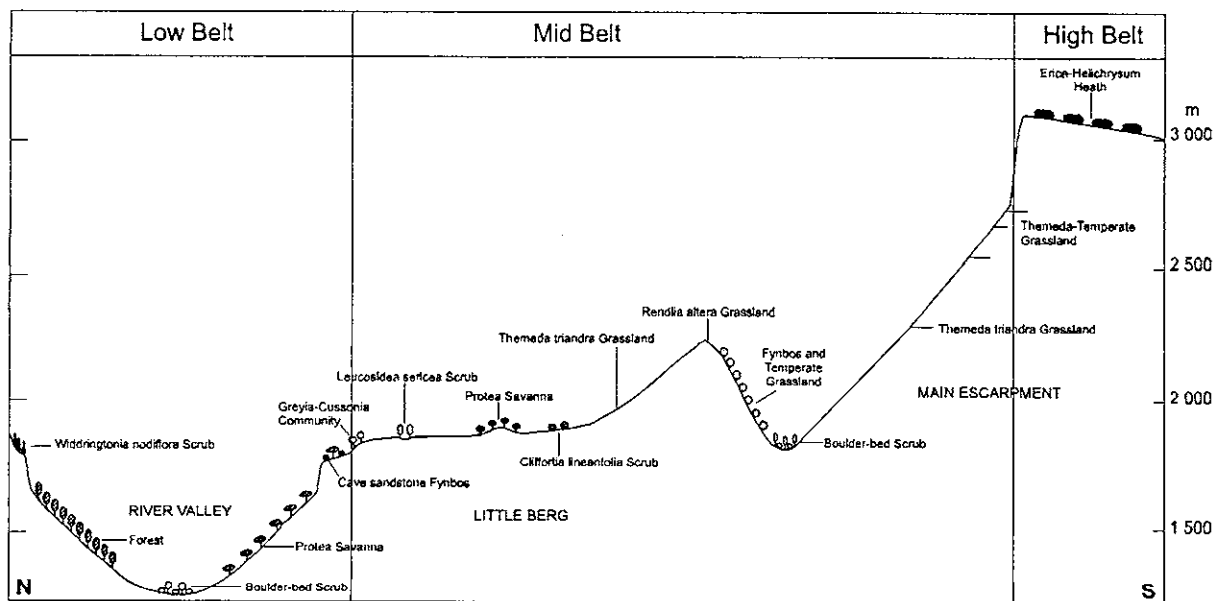 Low Belt
Mid Belt
High Belt
Erica-Helichrysum
Heath
m
3 000
Themeda-Temperate
Grassland
2 500
Rendlia altera Grassland
Themeda triandra Grassland
Themeda triandra Grassland
Leucosidea sericea Scrub
Fynbos and
Temperate
Grassland
Protea Savanna
MAIN ESCARPMENT
2 000
Greyia-Cussonia
Community
Widdringtonia nodiflora Scrub
Boulder-bed Scrub
Cliffortia linearifolia Scrub
Cave sandstone Fynbos
RIVER VALLEY
LITTLE BERG
Forest
1 500
Protea Savanna
Boulder-bed Scrub
N
S